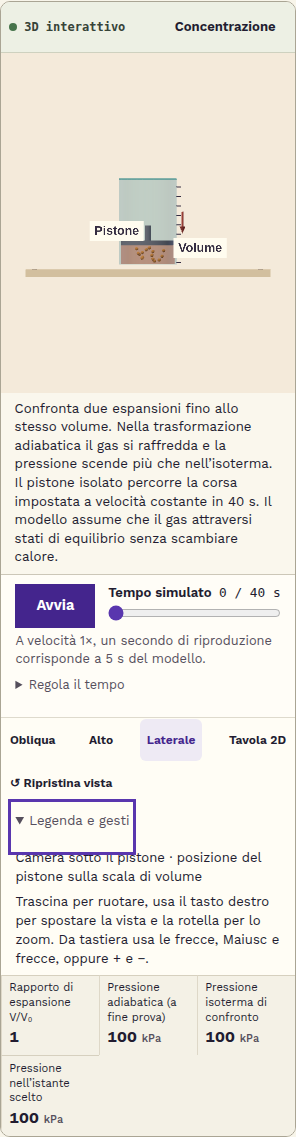 3D interattivo
Concentrazione
Pistone
Volume
Confronta due espansioni fino allo
stesso volume. Nella trasformazione
adiabatica il gas si raffredda e la
pressione scende più che nell’isoterma.
Il pistone isolato percorre la corsa
impostata a velocità costante in 40 s. Il
modello assume che il gas attraversi
stati di equilibrio senza scambiare
calore.
Avvia
Tempo simulato 0 / 40 s
A velocità 1×, un secondo di riproduzione
corrisponde a 5 s del modello.
▶ Regola il tempo
Obliqua
Alto
Laterale
Tavola 2D
↺ Ripristina vista
▼ Legenda e gesti
Camera sotto il pistone · posizione del
pistone sulla scala di volume
Trascina per ruotare, usa il tasto destro
per spostare la vista e la rotella per lo
zoom. Da tastiera usa le frecce, Maiusc e
frecce, oppure + e −.
Rapporto di
espansione
V/V₀
1
Pressione
adiabatica (a
fine prova)
100 kPa
Pressione
isoterma di
confronto
100 kPa
Pressione
nell’istante
scelto
100 kPa